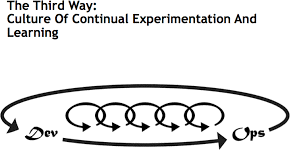 The Third Way:
Culture Of Continual Experimentation And
Learning
Dev
Ops